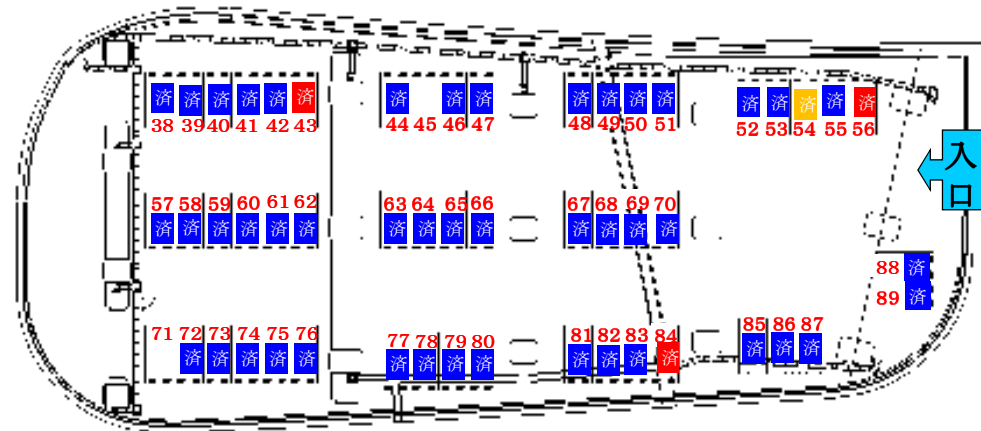 済 済 済 済 済 済 済 済 済 済 済 済 済 済 済 済 済 済 済
38 39 40 41 42 43 44 45 46 47 48 49 50 51 52 53 54 55 56
入口
57 58 59 60 61 62 63 64 65 66 67 68 69 70
済 済 済 済 済 済 済 済 済 済 済 済 済 済
88 済
89 済
71 72 73 74 75 76 77 78 79 80 81 82 83 84 85 86 87
済 済 済 済 済 済 済 済 済 済 済 済 済 済 済 済